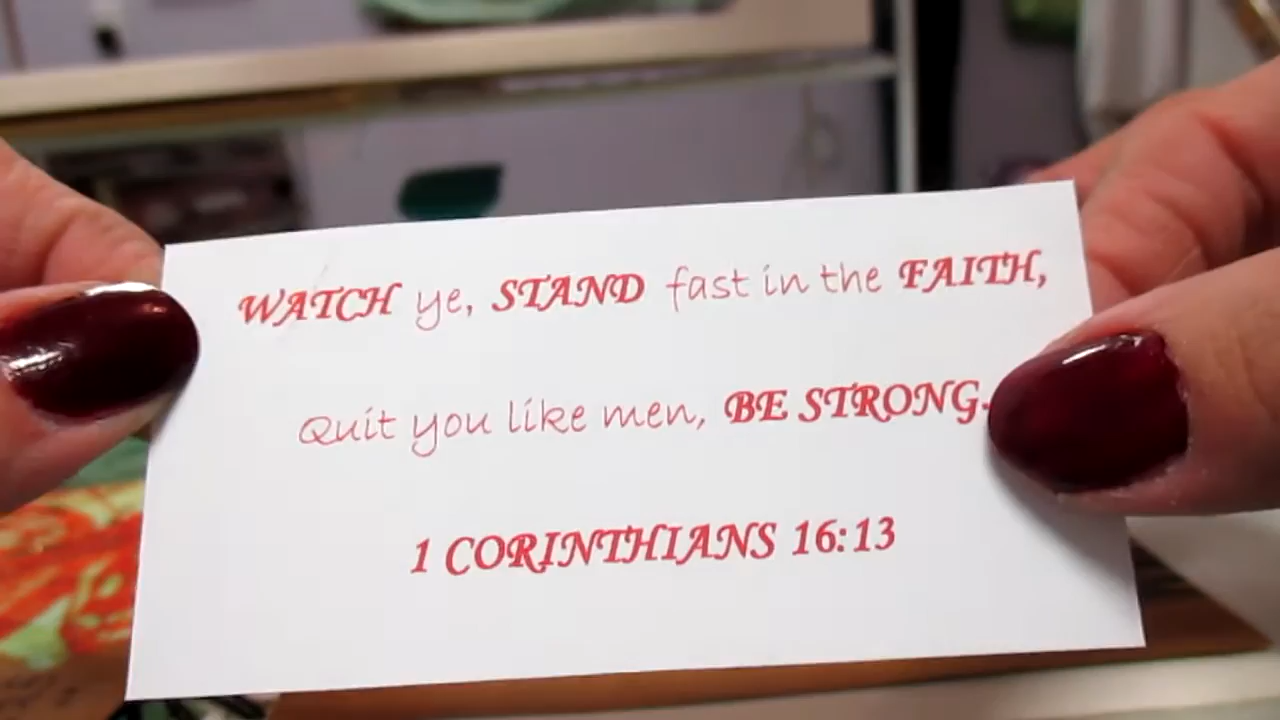 WATCH ye, STAND fast in the FAITH,
Quit you like men, BE STRONG.
1 CORINTHIANS 16:13